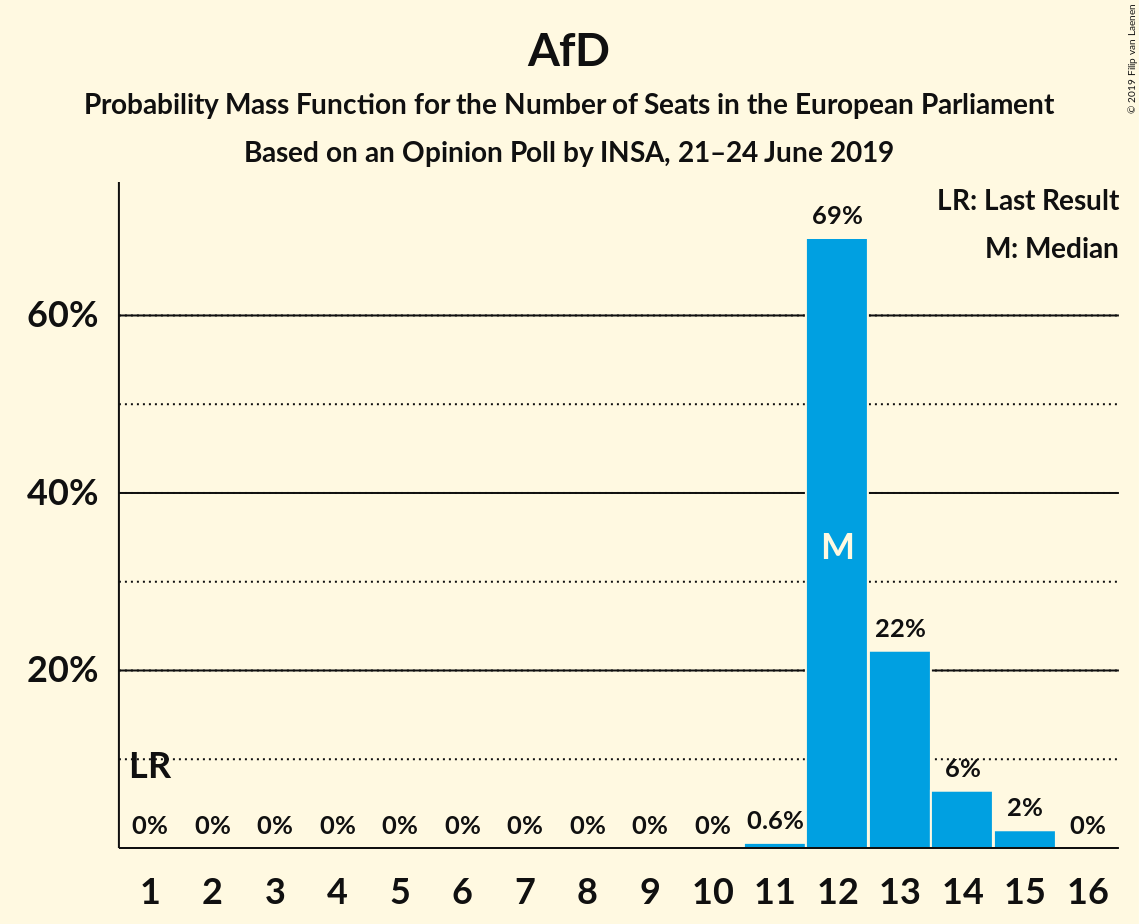 AfD
Probability Mass Function for the Number of Seats in the European Parliament
Based on an Opinion Poll by INSA, 21–24 June 2019
© 2019 Filip van Laenen
LR: Last Result
M: Median
69%
60%
40%
M
22%
20%
LR
6%
2%
0% 0% 0% 0% 0% 0% 0% 0% 0% 0% 0.6% 0%
1 2 3 4 5 6 7 8 9 10 11 12 13 14 15 16